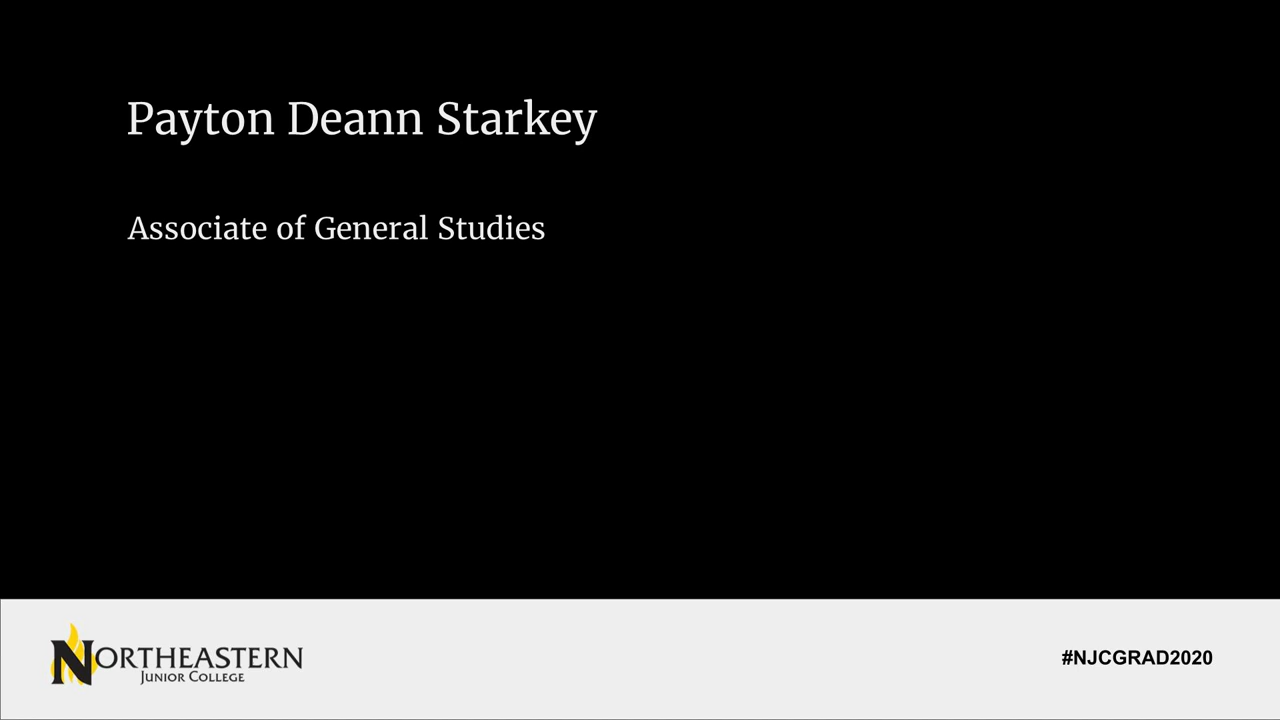 Payton Deann Starkey
Associate of General Studies
NORTHEASTERN
JUNIOR COLLEGE
#NJCGRAD2020